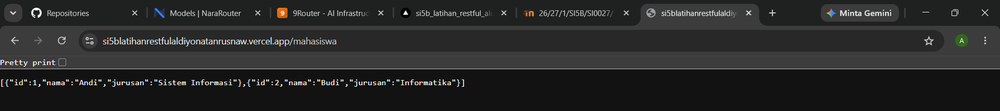 Repositories
Models | NaraRouter
9Router - AI Infrastruc
si5b_latihan_restful_al
26/27/1/SI5B/SI0027/
si5blatihanrestfulaldiy
Minta Gemini
si5blatihanrestfulaldiyonatanrusnaw.vercel.app/mahasiswa
A
Pretty print
[{"id":1,"nama":"Andi","jurusan":"Sistem Informasi"},{"id":2,"nama":"Budi","jurusan":"Informatika"}]